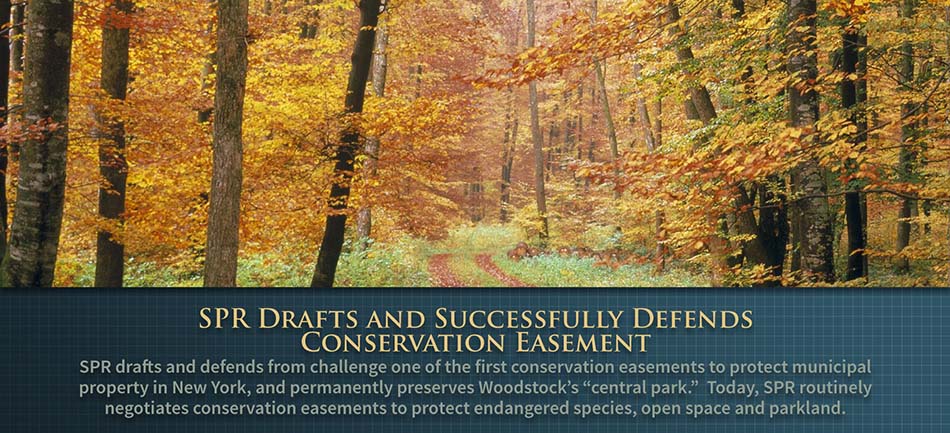 SPR Drafts and Successfully Defends
Conservation Easement
SPR drafts and defends from challenge one of the first conservation easements to protect municipal
property in New York, and permanently preserves Woodstock's “central park.” Today, SPR routinely
negotiates conservation easements to protect endangered species, open space and parkland.